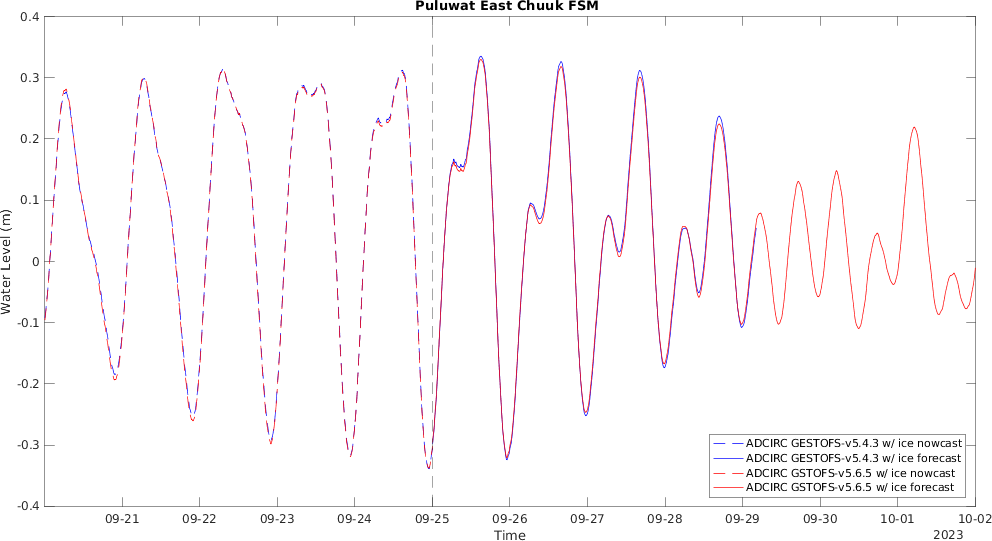 Puluwat East Chuuk FSM
0.4
0.3
0.2
0.1
0
-0.1
-0.2
-0.3
-0.4
Water Level (m)
ADCIRC GESTOFS-v5.4.3 w/ ice nowcast
ADCIRC GESTOFS-v5.4.3 w/ ice forecast
ADCIRC GSTOFS-v5.6.5 w/ ice nowcast
ADCIRC GSTOFS-v5.6.5 w/ ice forecast
09-21 09-22 09-23 09-24 09-25 09-26 09-27 09-28 09-29 09-30 10-01 10-02
Time
2023